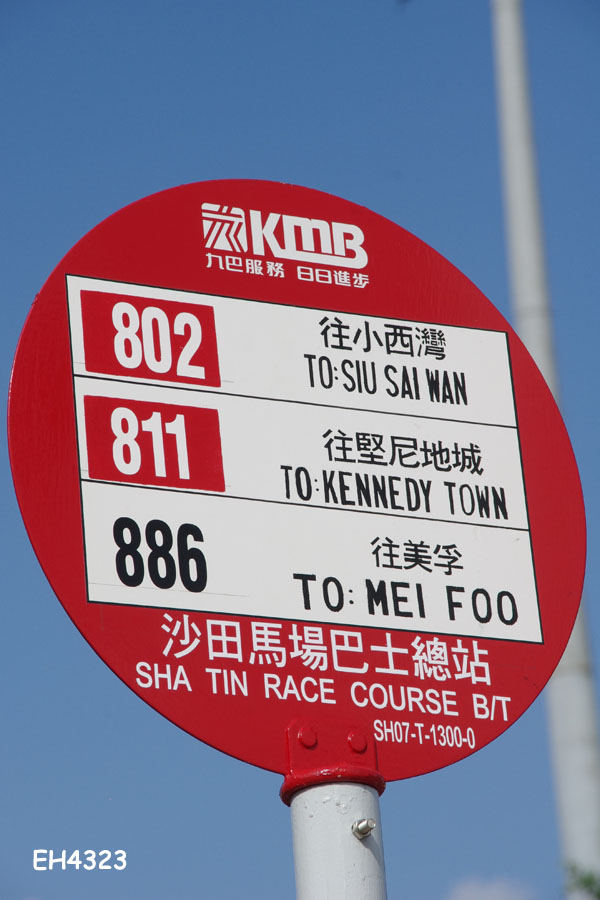 KMB
九巴服務 日日進步
802
往小西灣
TO:SIU SAI WAN
811
往堅尼地城
TO:KENNEDY TOWN
886
往美孚
TO: MEI FOO
沙田馬場巴士總站
SHA TIN RACE COURSE B/T
SH07-T-1300-0
EH4323